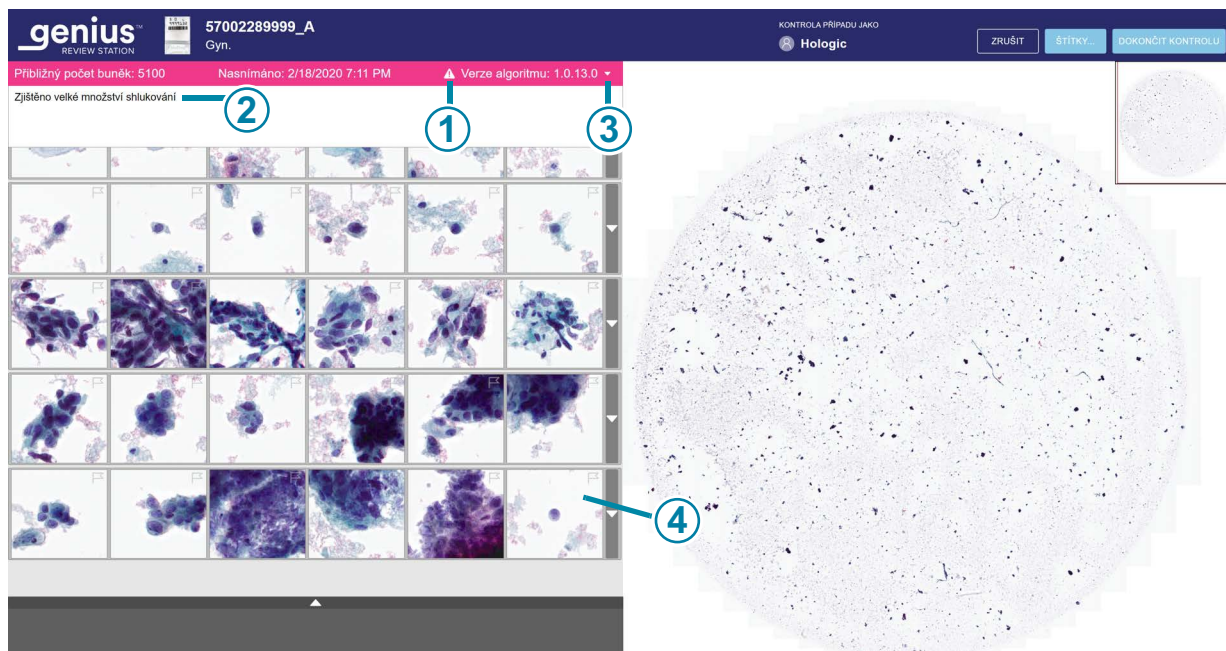 genius™
REVIEW STATION
57002289999_A
Gyn.
KONTROLA PŘÍPADU JAKO
Hologic
ZRUŠIT
ŠTÍTKY...
DOKONČIT KONTROLU
Přibližný počet buněk: 5100
Nasnímáno: 2/18/2020 7:11 PM
Verze algoritmu: 1.0.13.0
Zjištěno velké množství shlukování
2
1
3
4